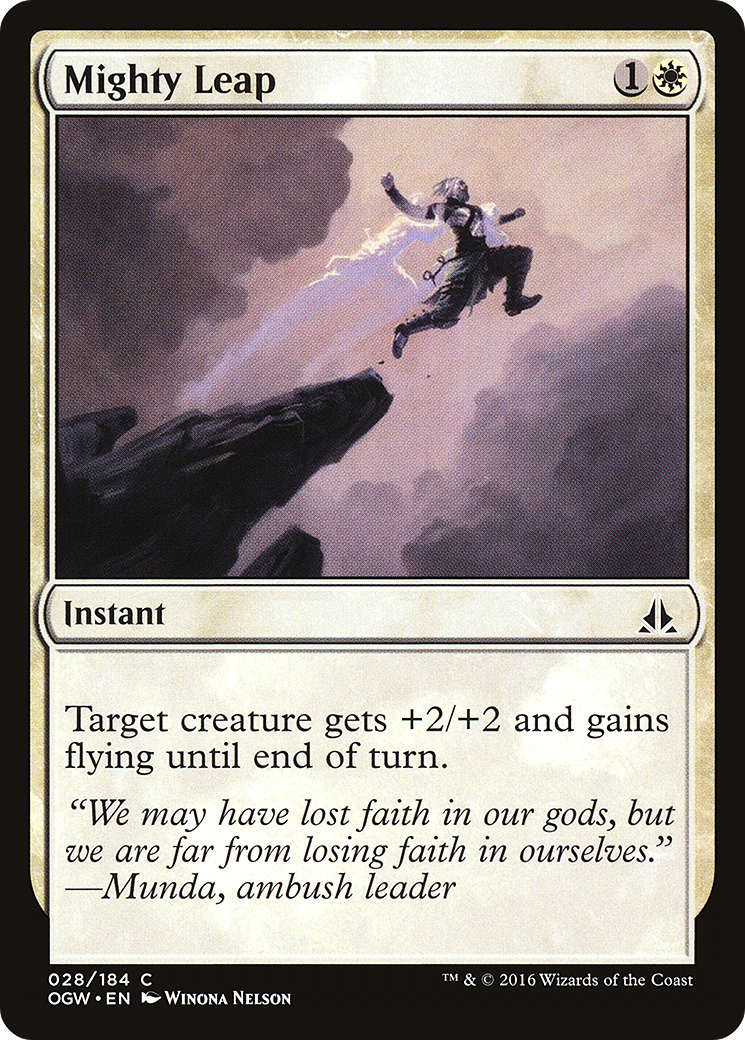 Mighty Leap
1
Instant
Target creature gets +2/+2 and gains
flying until end of turn.
“We may have lost faith in our gods, but
we are far from losing faith in ourselves.”
—Munda, ambush leader
028/184 C
™ & © 2016 Wizards of the Coast
OGW • EN Winona Nelson